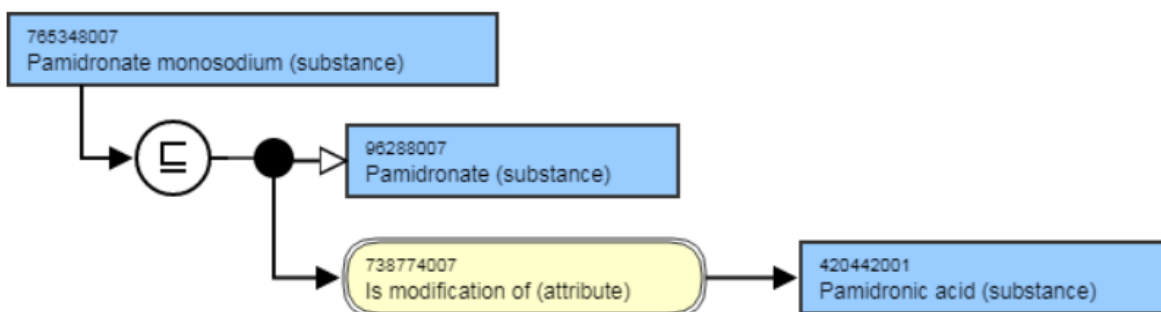 765348007
Pamidronate monosodium (substance)
⊑
96288007
Pamidronate (substance)
738774007
Is modification of (attribute)
420442001
Pamidronic acid (substance)